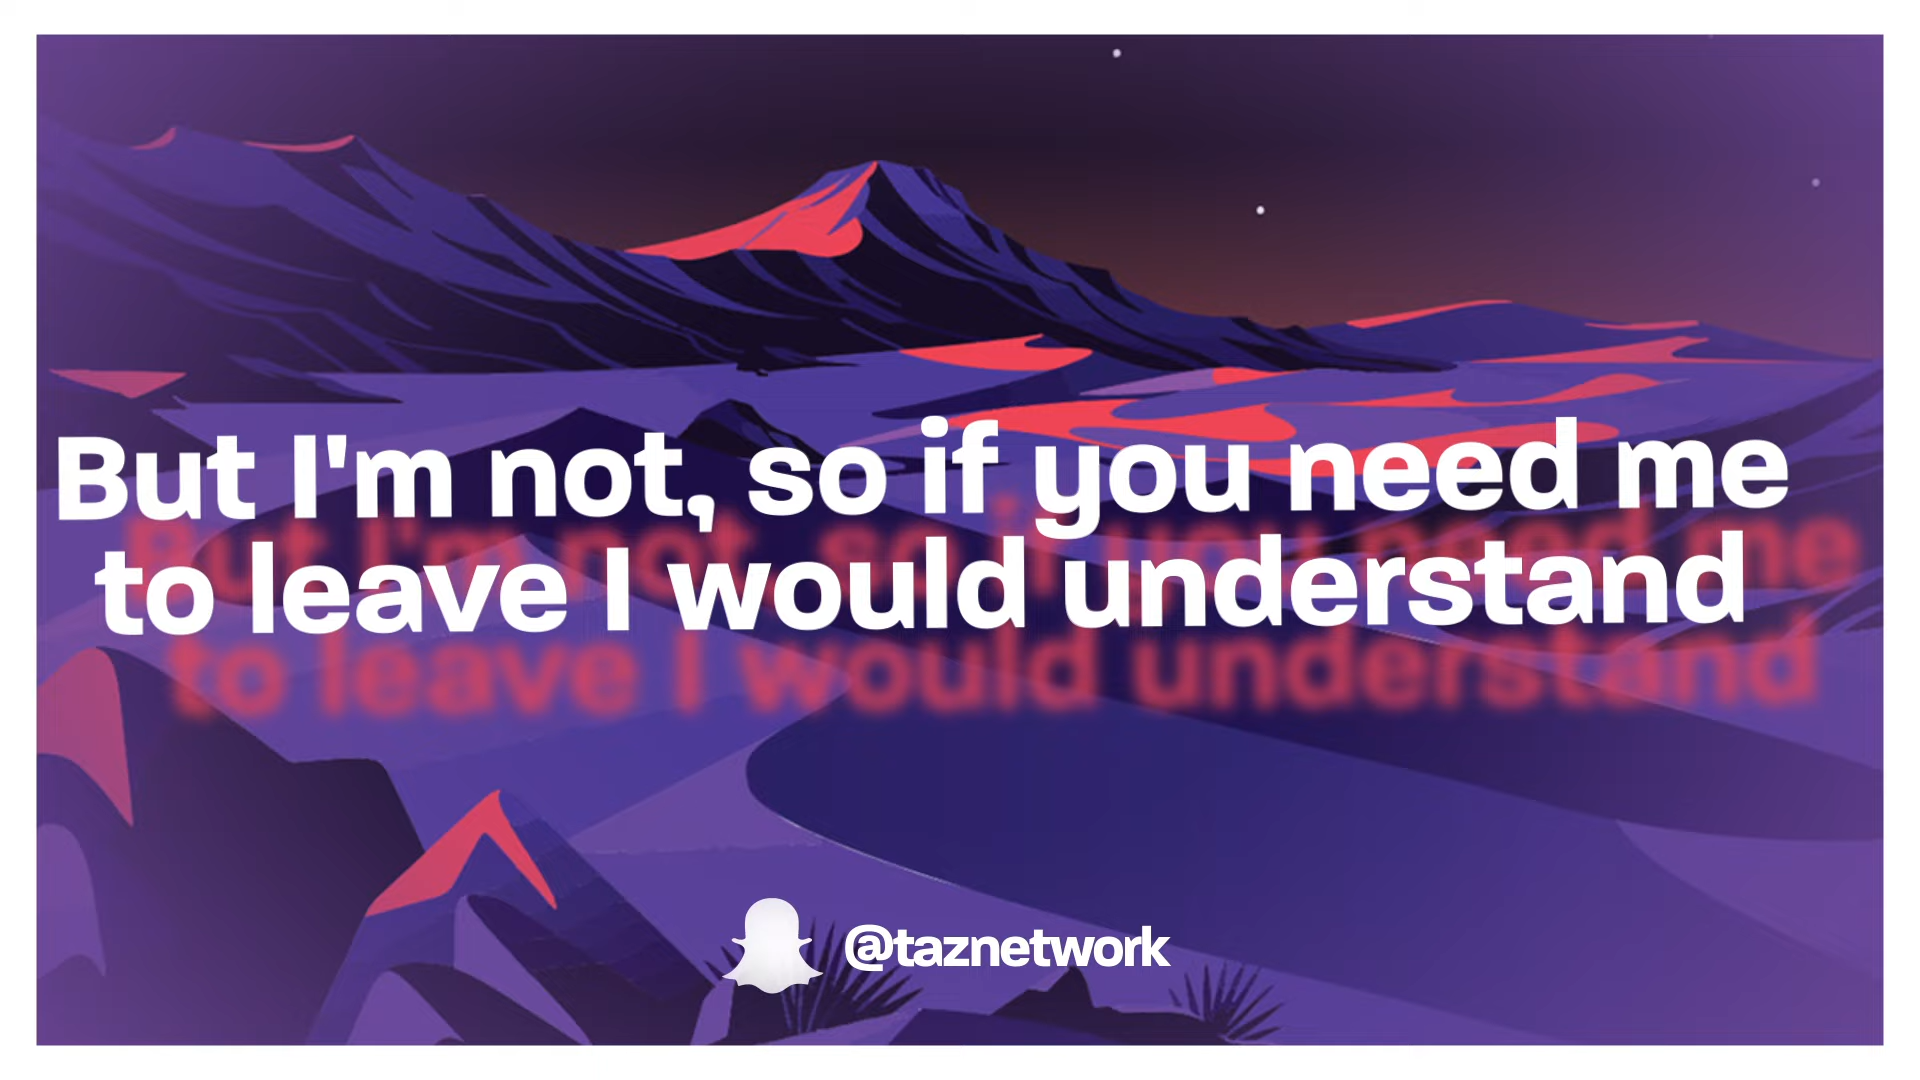 But I'm not, so if you need me
to leave I would understand
@taznetwork